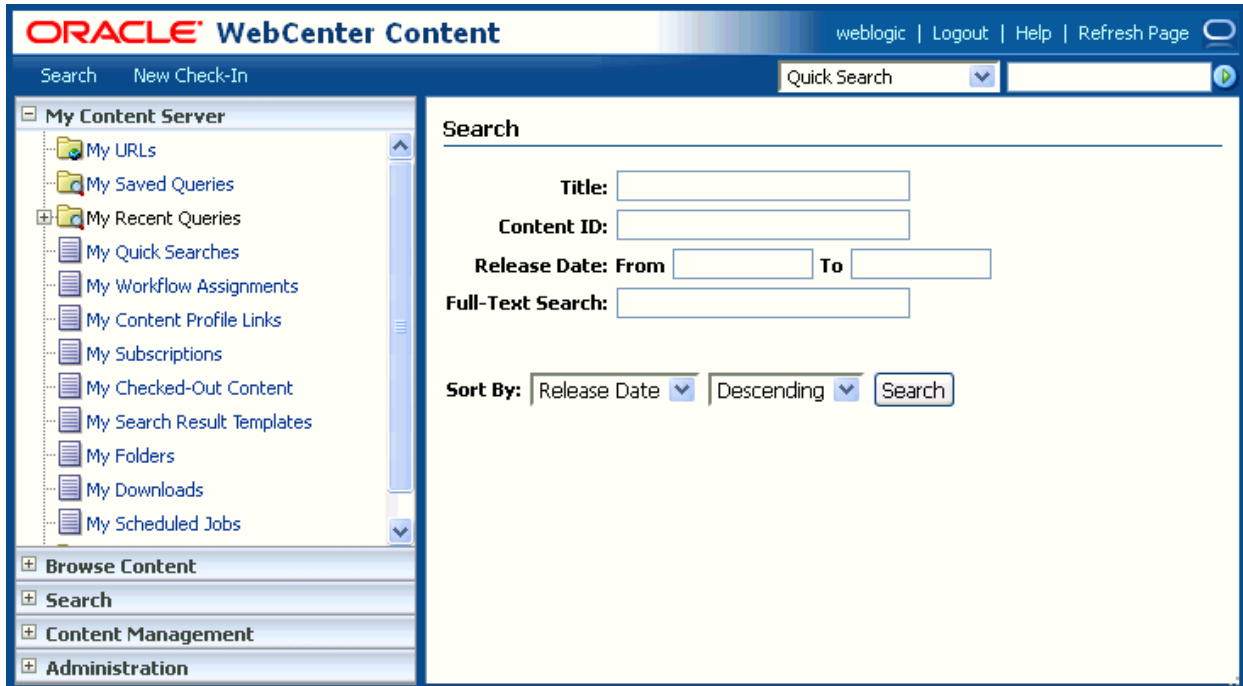 ORACLE WebCenter Content
weblogic | Logout | Help | Refresh Page
Search New Check-In
Quick Search
My Content Server
My URLs
My Saved Queries
My Recent Queries
My Quick Searches
My Workflow Assignments
My Content Profile Links
My Subscriptions
My Checked-Out Content
My Search Result Templates
My Folders
My Downloads
My Scheduled Jobs
Browse Content
Search
Content Management
Administration
Search
Title:
Content ID:
Release Date: From To
Full-Text Search:
Sort By: Release Date Descending Search